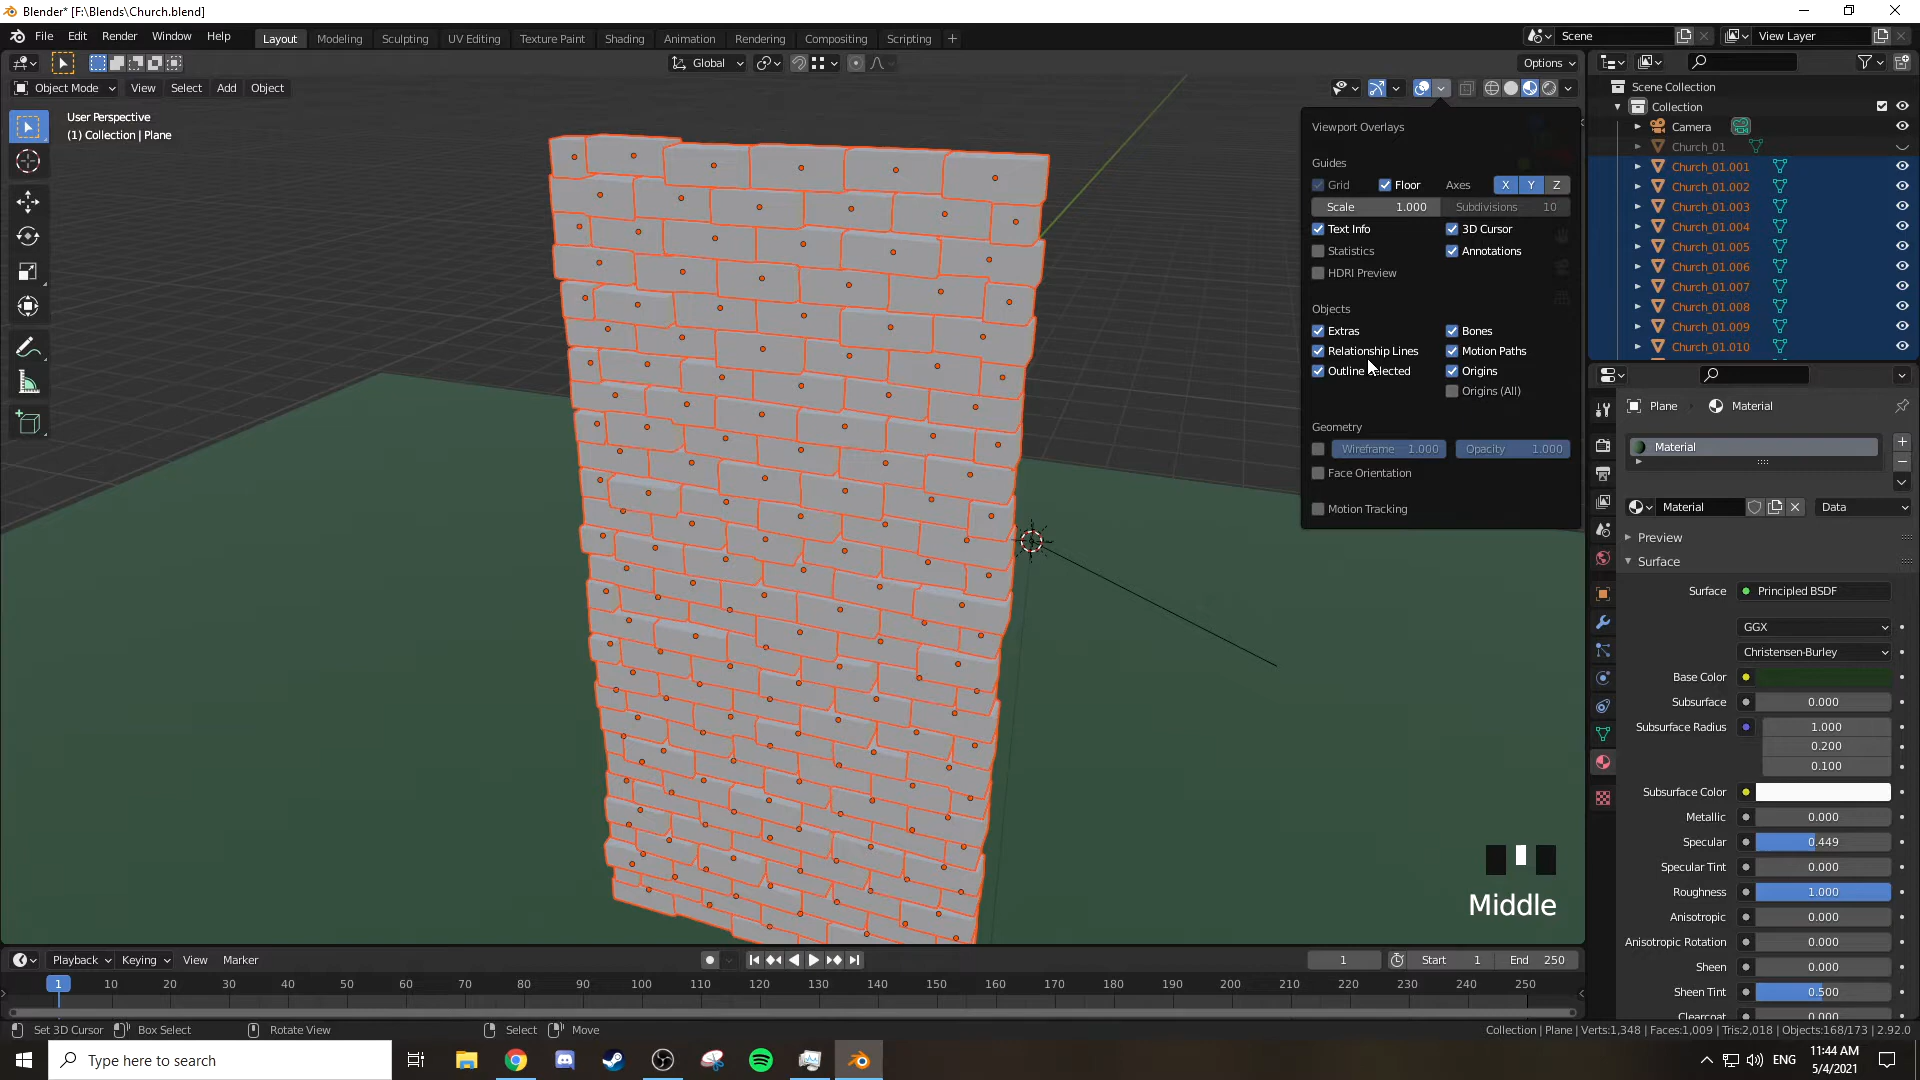 Blender* [F:\Blends\Church.blend]
File Edit Render Window Help
Layout Modeling Sculpting UV Editing Texture Paint Shading Animation Rendering Compositing Scripting
Scene
View Layer
Global
Options
Object Mode View Select Add Object
User Perspective
(1) Collection | Plane
Viewport Overlays
Guides
Grid Floor Axes X Y Z
Scale 1.000 Subdivisions 10
Text Info 3D Cursor
Statistics Annotations
HDRI Preview
Objects
Extras Bones
Relationship Lines Motion Paths
Outline Selected Origins
Origins (All)
Geometry
Wireframe 1.000 Opacity 1.000
Face Orientation
Motion Tracking
Middle
Scene Collection
Collection
Camera
Church_01
Church_01.001
Church_01.002
Church_01.003
Church_01.004
Church_01.005
Church_01.006
Church_01.007
Church_01.008
Church_01.009
Church_01.010
Plane Material
Material
Material Data
Preview
Surface
Surface Principled BSDF
GGX
Christensen-Burley
Base Color
Subsurface 0.000
Subsurface Radius 1.000
0.200
0.100
Subsurface Color
Metallic 0.000
Specular 0.449
Specular Tint 0.000
Roughness 1.000
Anisotropic 0.000
Anisotropic Rotation 0.000
Sheen 0.000
Sheen Tint 0.500
Clearcoat 0.000
Playback Keying View Marker
1 Start 1 End 250
1 10 20 30 40 50 60 70 80 90 100 110 120 130 140 150 160 170 180 190 200 210 220 230 240 250
Set 3D Cursor Box Select Rotate View Select Move
Collection | Plane | Verts:1,348 | Faces:1,009 | Tris:2,018 | Objects:168/173 | 2.92.0
Type here to search
ENG
11:44 AM
5/4/2021